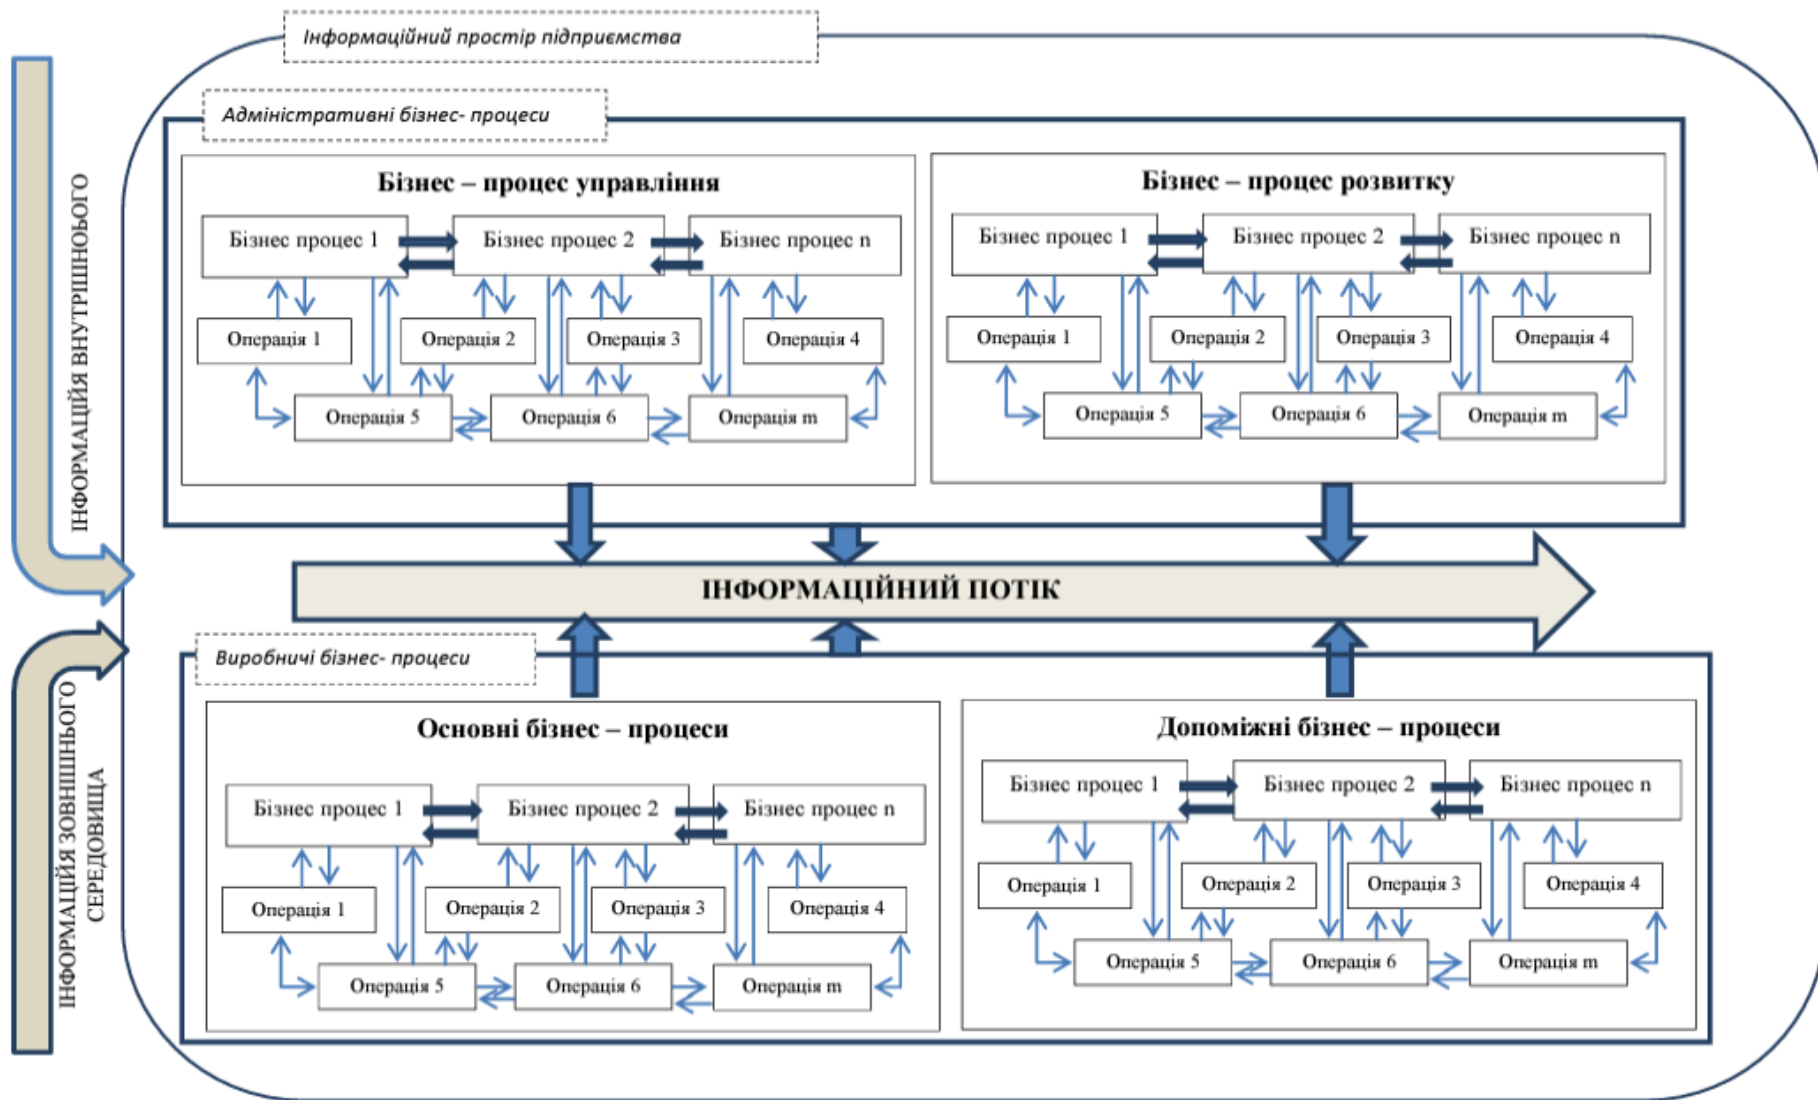 Інформаційний простір підприємства
Адміністративні бізнес- процеси
Бізнес – процес управління
Бізнес процес 1
Бізнес процес 2
Бізнес процес n
Операція 1
Операція 2
Операція 3
Операція 4
Операція 5
Операція 6
Операція m
Бізнес – процес розвитку
Бізнес процес 1
Бізнес процес 2
Бізнес процес n
Операція 1
Операція 2
Операція 3
Операція 4
Операція 5
Операція 6
Операція m
ІНФОРМАЦІЙЯ ВНУТРІШНОЬОГО
ІНФОРМАЦІЙНИЙ ПОТІК
ІНФОРМАЦІЙЯ ЗОВНІШНЬОГО
СЕРЕДОВИЩА
Виробничі бізнес- процеси
Основні бізнес – процеси
Бізнес процес 1
Бізнес процес 2
Бізнес процес n
Операція 1
Операція 2
Операція 3
Операція 4
Операція 5
Операція 6
Операція m
Допоміжні бізнес – процеси
Бізнес процес 1
Бізнес процес 2
Бізнес процес n
Операція 1
Операція 2
Операція 3
Операція 4
Операція 5
Операція 6
Операція m